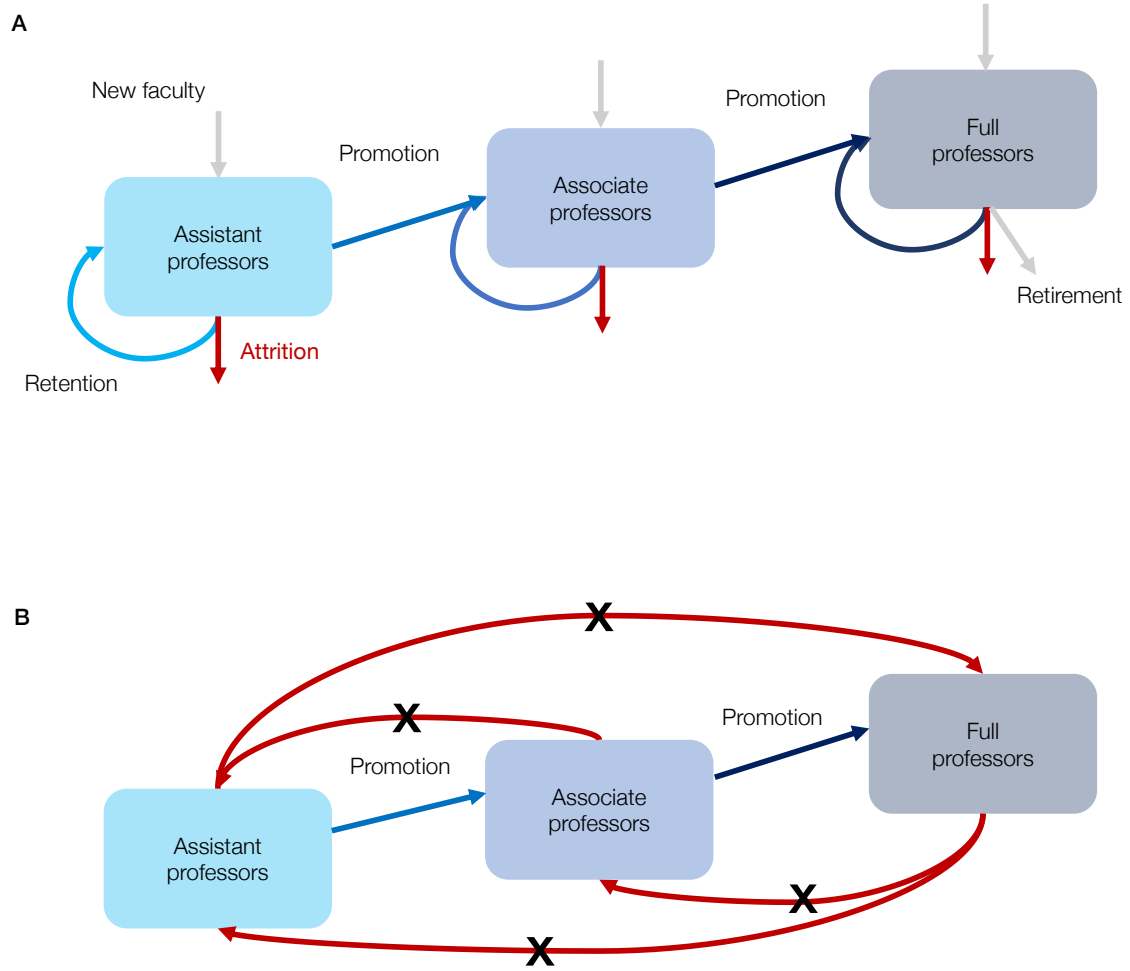 A
New faculty
Promotion
Promotion
Full
professors
Associate
professors
Assistant
professors
Retirement
Attrition
Retention
B
X
X
Promotion
Promotion
Full
professors
Associate
professors
Assistant
professors
X
X